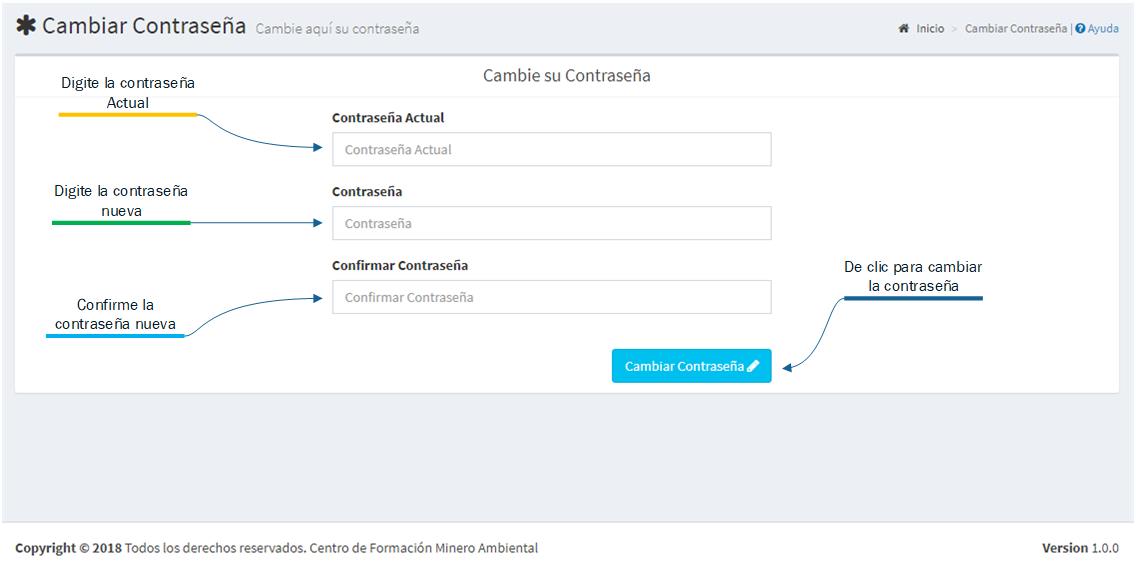 Cambiar Contraseña Cambie aquí su contraseña
Inicio > Cambiar Contraseña | Ayuda
Cambie su Contraseña
Digite la contraseña
Actual
Contraseña Actual
Contraseña Actual
Digite la contraseña
nueva
Contraseña
Contraseña
Confirme la
contraseña nueva
Confirmar Contraseña
Confirmar Contraseña
De clic para cambiar
la contraseña
Cambiar Contraseña
Copyright © 2018 Todos los derechos reservados. Centro de Formación Minero Ambiental
Version 1.0.0